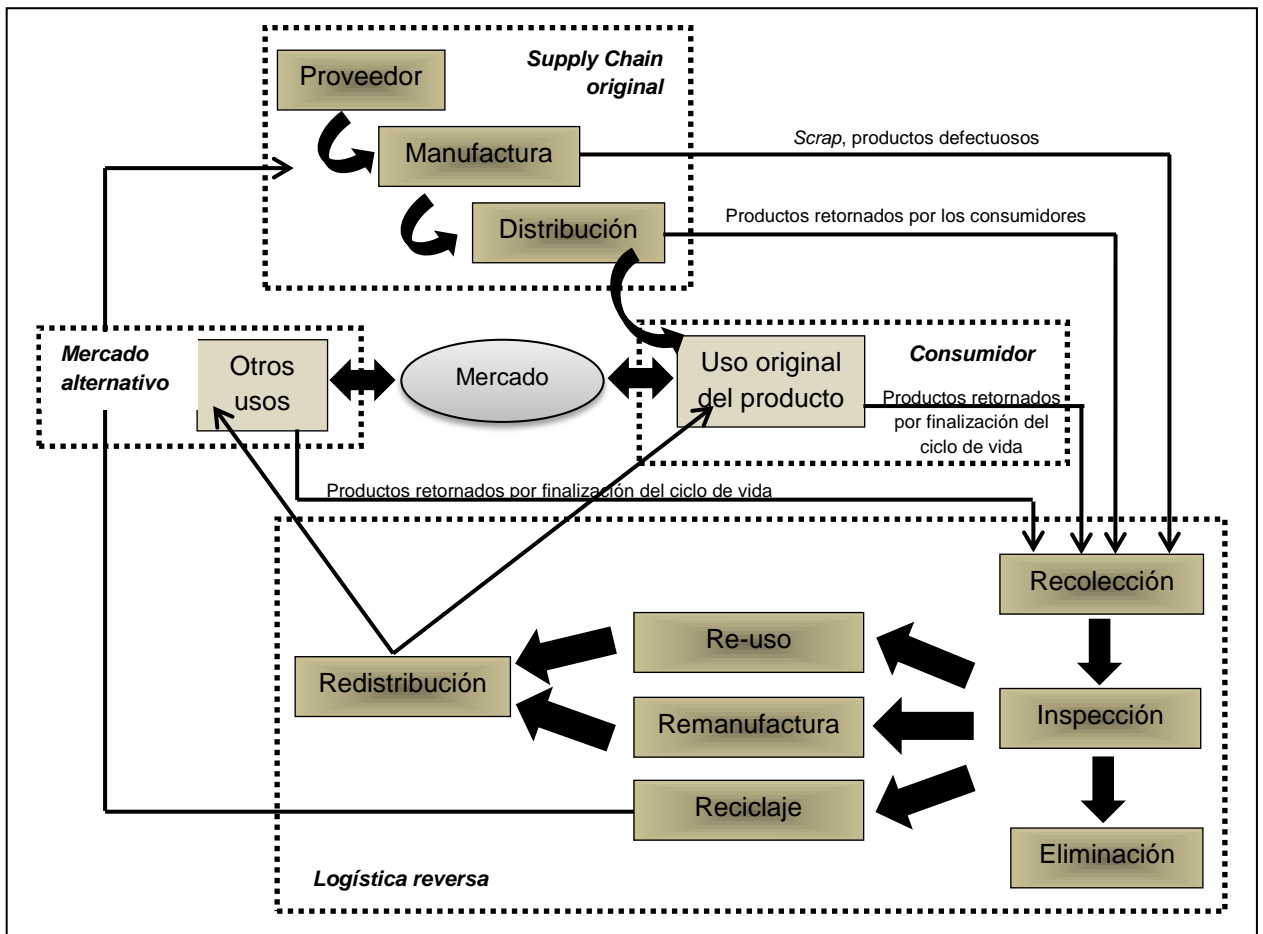 Proveedor
Supply Chain
original
Manufactura
Scrap, productos defectuosos
Distribución
Productos retornados por los consumidores
Mercado
alternativo
Otros
usos
Mercado
Uso original
del producto
Consumidor
Productos retornados
por finalización del
ciclo de vida
Productos retornados por finalización del ciclo de vida
Recolección
Re-uso
Redistribución
Remanufactura
Inspección
Reciclaje
Eliminación
Logística reversa